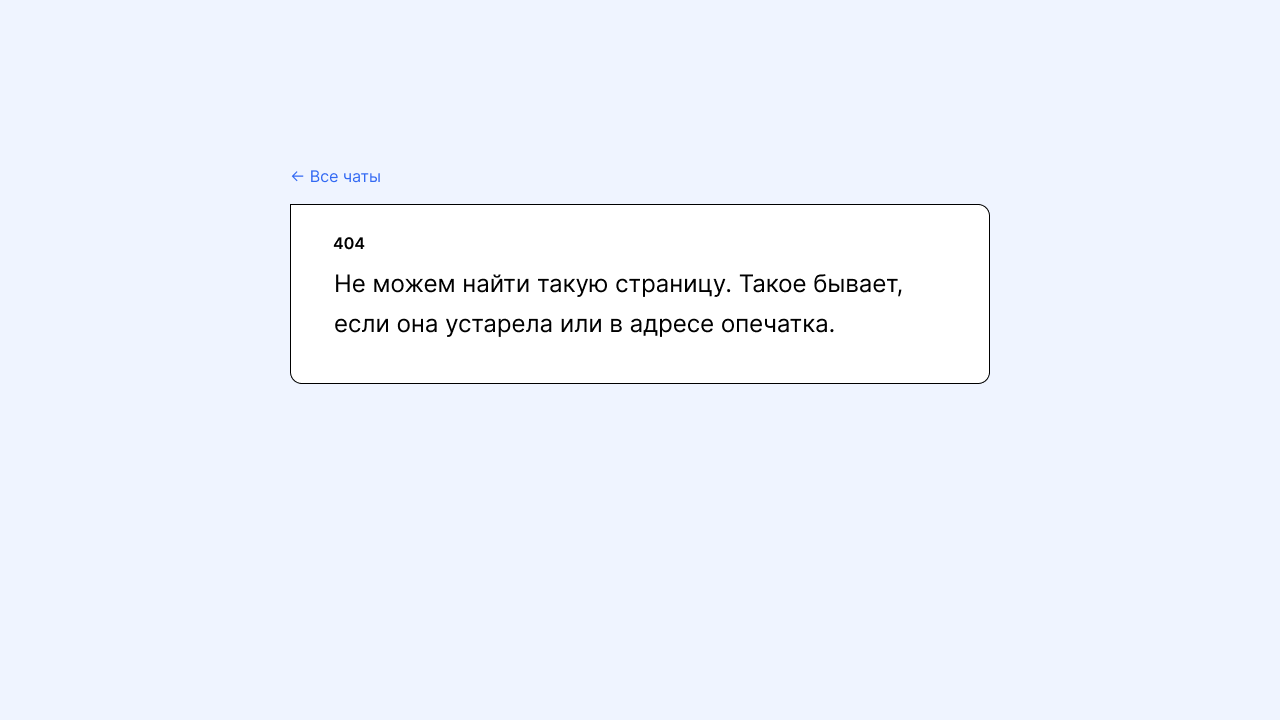 ← Все чаты
404
Не можем найти такую страницу. Такое бывает,
если она устарела или в адресе опечатка.